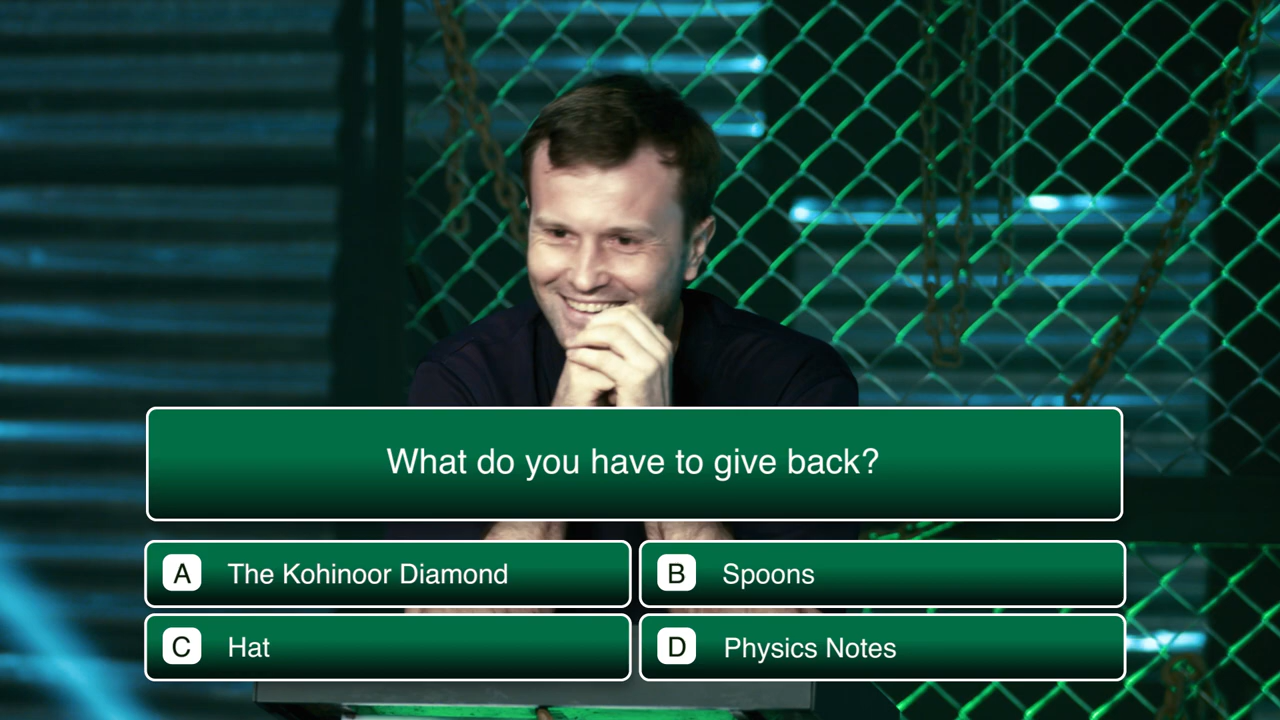 What do you have to give back?
A The Kohinoor Diamond
B Spoons
C Hat
D Physics Notes